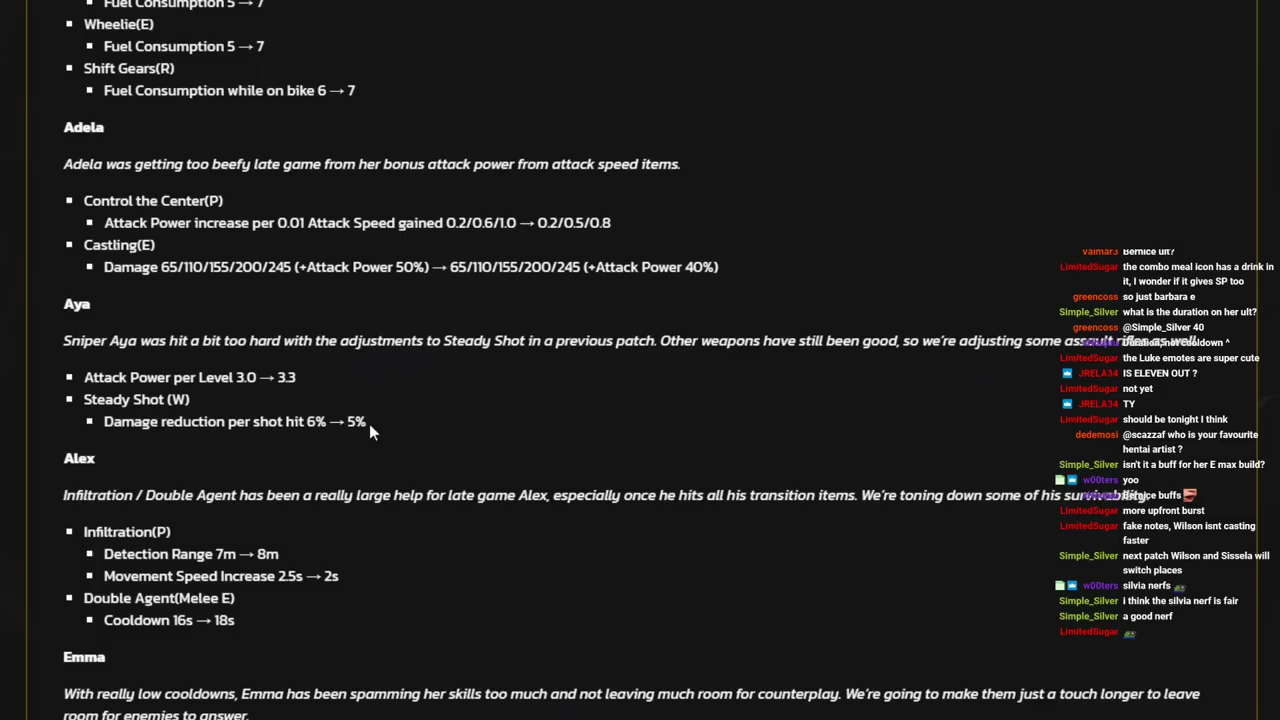 Fuel Consumption 5 → 7
Wheelie(E)
Fuel Consumption 5 → 7
Shift Gears(R)
Fuel Consumption while on bike 6 → 7
Adela
Adela was getting too beefy late game from her bonus attack power from attack speed items.
Control the Center(P)
Attack Power increase per 0.01 Attack Speed gained 0.2/0.6/1.0 → 0.2/0.5/0.8
Castling(E)
Damage 65/110/155/200/245 (+Attack Power 50%) → 65/110/155/200/245 (+Attack Power 40%)
Aya
Sniper Aya was hit a bit too hard with the adjustments to Steady Shot in a previous patch. Other weapons have still been good, so we're adjusting some assault rifles as well.
Attack Power per Level 3.0 → 3.3
Steady Shot (W)
Damage reduction per shot hit 6% → 5%
Alex
Infiltration / Double Agent has been a really large help for late game Alex, especially once he hits all his transition items. We're toning down some of his survivability.
Infiltration(P)
Detection Range 7m → 8m
Movement Speed Increase 2.5s → 2s
Double Agent(Melee E)
Cooldown 16s → 18s
Emma
With really low cooldowns, Emma has been spamming her skills too much and not leaving much room for counterplay. We're going to make them just a touch longer to leave
room for enemies to answer.
valmar3 Bernice ult?
LimitedSugar the combo meal icon has a drink in
it, I wonder if it gives SP too
greencoss so just barbara e
Simple_Silver what is the duration on her ult?
greencoss @Simple_Silver 40
Duration, not cooldown ^
LimitedSugar the Luke emotes are super cute
JRELA34 IS ELEVEN OUT ?
LimitedSugar not yet
JRELA34 TY
LimitedSugar should be tonight I think
dedemosi @scazzaf who is your favourite
hentai artist ?
Simple_Silver isn't it a buff for her E max build?
w00ters yoo
Bernice buffs
LimitedSugar more upfront burst
LimitedSugar fake notes, Wilson isnt casting
faster
Simple_Silver next patch Wilson and Sissela will
switch places
w00ters silvia nerfs
Simple_Silver i think the silvia nerf is fair
Simple_Silver a good nerf
LimitedSugar